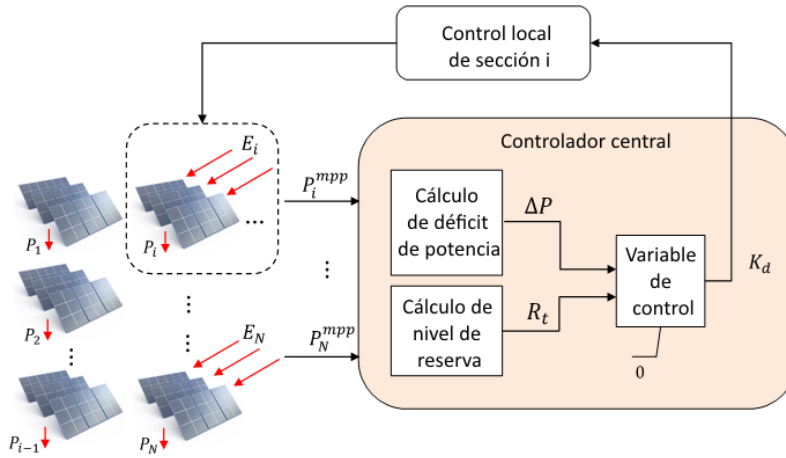 Control local
de sección i
Controlador central
E_i
P_i^{mpp}
Cálculo
de déficit
de potencia
ΔP
P_1
P_i
...
Variable
de
control
K_d
P_2
⋮
⋮
Cálculo de
nivel de
reserva
R_t
E_N
P_N^{mpp}
0
⋮
P_{i-1}
P_N